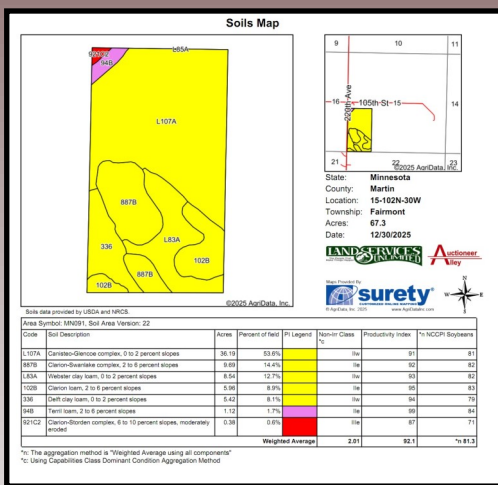 Soils Map
L85A
94B
L107A
887B
L83A
336
102B
887B
102B
©2025 AgriData, Inc.
Soils data provided by USDA and NRCS.
9 10 11
220th Ave
16 105th St 15 14
21 22 23
©2025 AgriData, Inc.
State: Minnesota
County: Martin
Location: 15-102N-30W
Township: Fairmont
Acres: 67.3
Date: 12/30/2025
LAND SERVICES
UNLIMITED
Auctioneer
Alley
Maps Provided By
surety
© AgriData, Inc. 2025 www.AgriDataInc.com
N
W E
S
Area Symbol: MN091, Soil Area Version: 22
Code Soil Description Acres Percent of field PI Legend Non-Irr Class *c Productivity Index *n NCCPI Soybeans
L107A Canisteo-Glencoe complex, 0 to 2 percent slopes 36.19 53.6% IIw 91 81
887B Clarion-Swanlake complex, 2 to 6 percent slopes 9.69 14.4% IIe 92 82
L83A Webster clay loam, 0 to 2 percent slopes 8.54 12.7% IIw 93 82
102B Clarion loam, 2 to 6 percent slopes 5.96 8.9% IIe 95 83
336 Delft clay loam, 0 to 2 percent slopes 5.42 8.1% IIw 94 79
94B Terril loam, 2 to 6 percent slopes 1.12 1.7% IIe 99 84
921C2 Clarion-Storden complex, 6 to 10 percent slopes, moderately eroded 0.38 0.6% IIIe 87 71
Weighted Average 2.01 92.1 *n 81.3
*n: The aggregation method is "Weighted Average using all components"
*c: Using Capabilities Class Dominant Condition Aggregation Method